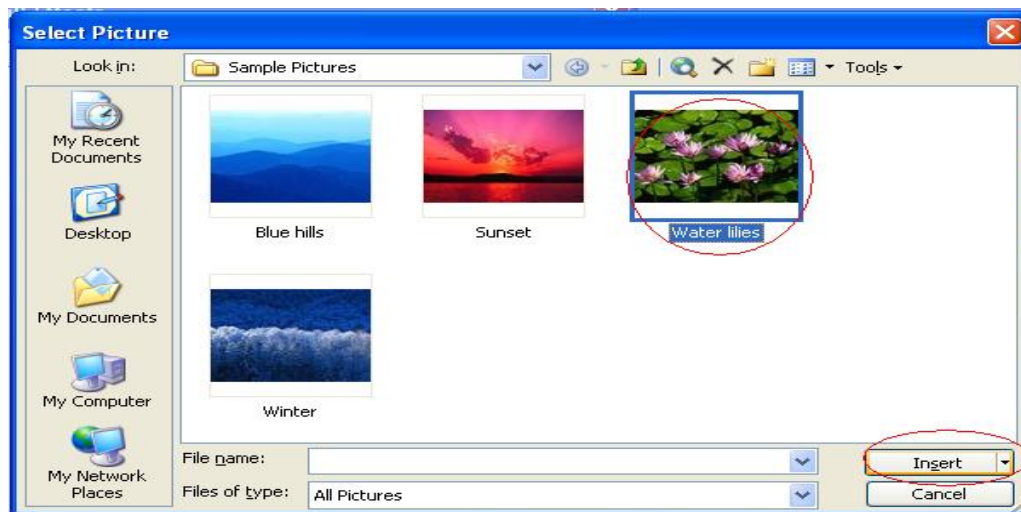 Select Picture
Look in:
Sample Pictures
Tools
My Recent
Documents
Desktop
My Documents
My Computer
My Network
Places
Blue hills
Sunset
Water lilies
Winter
File name:
Insert
Files of type:
All Pictures
Cancel